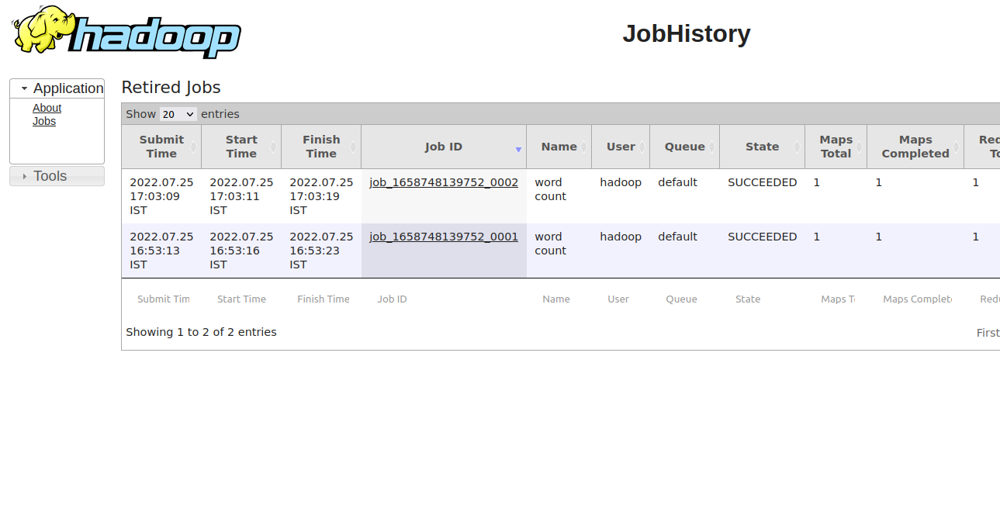 hadoop
JobHistory
Application
About
Jobs
Tools
Retired Jobs
Show 20 entries
Submit Time Start Time Finish Time Job ID Name User Queue State Maps Total Maps Completed
2022.07.25 2022.07.25 2022.07.25 job_1658748139752_0002 word hadoop default SUCCEEDED 1 1 1
17:03:09 17:03:11 17:03:19 count
IST IST IST
2022.07.25 2022.07.25 2022.07.25 job_1658748139752_0001 word hadoop default SUCCEEDED 1 1 1
16:53:13 16:53:16 16:53:23 count
IST IST IST
Submit Tim Start Time Finish Time Job ID Name User Queue State Maps T Maps Complet
Showing 1 to 2 of 2 entries
First